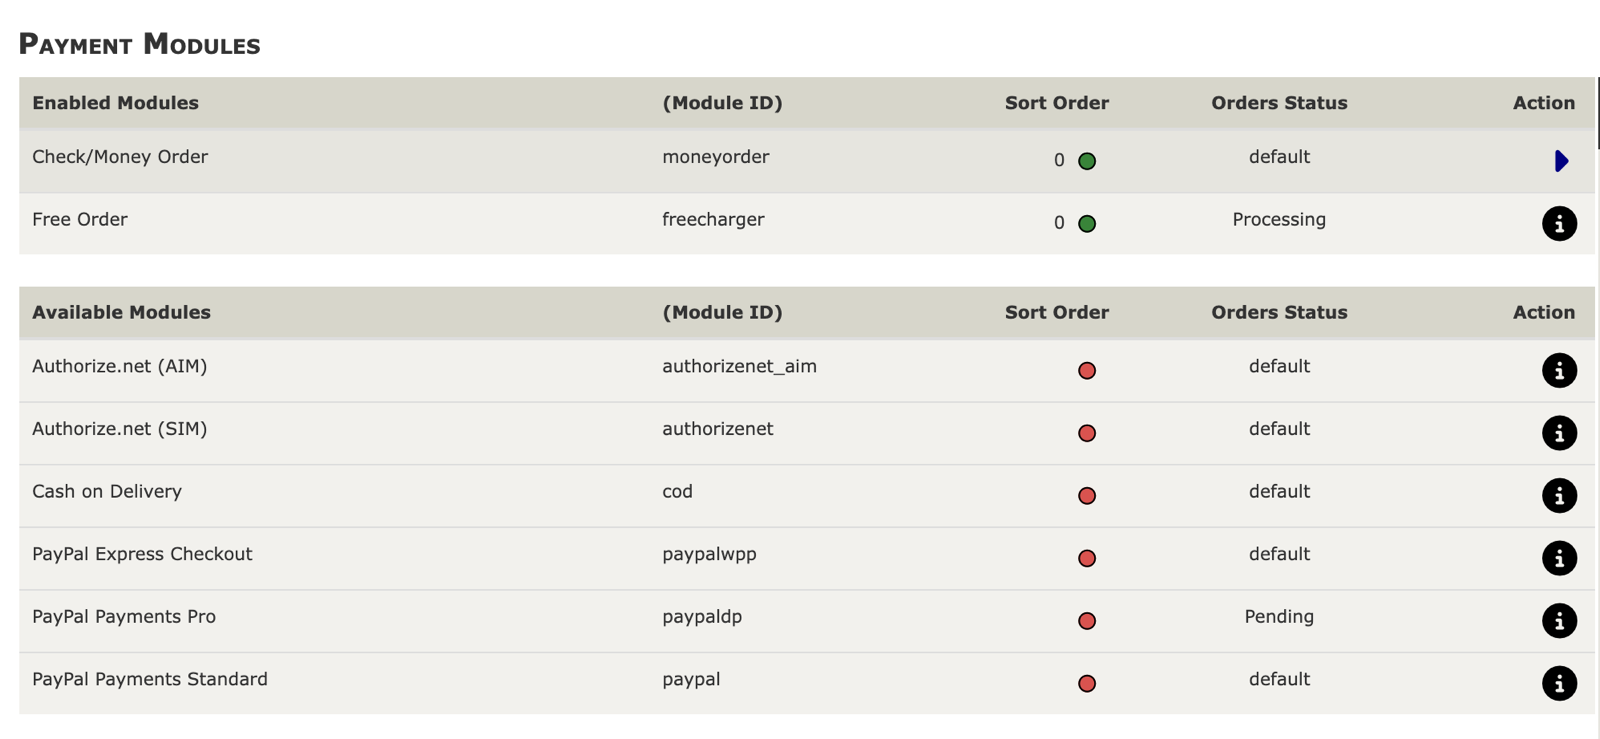 Payment Modules
Enabled Modules (Module ID) Sort Order Orders Status Action
Check/Money Order moneyorder 0 default
Free Order freecharger 0 Processing
Available Modules (Module ID) Sort Order Orders Status Action
Authorize.net (AIM) authorizenet_aim default
Authorize.net (SIM) authorizenet default
Cash on Delivery cod default
PayPal Express Checkout paypalwpp default
PayPal Payments Pro paypaldp Pending
PayPal Payments Standard paypal default